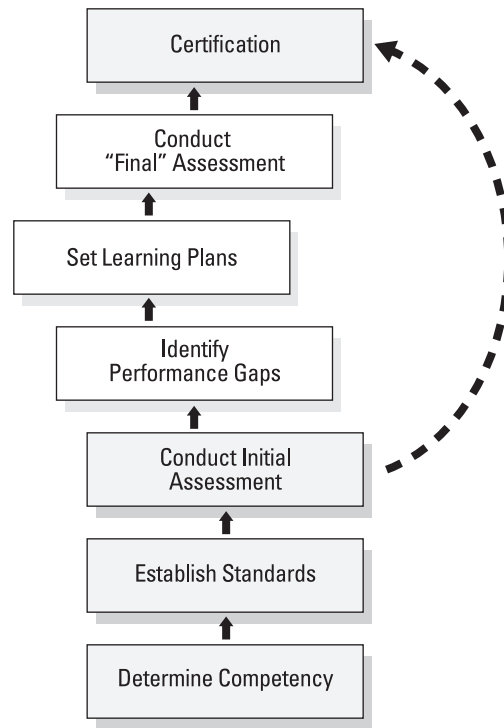 Certification
Conduct
“Final” Assessment
Set Learning Plans
Identify
Performance Gaps
Conduct Initial
Assessment
Establish Standards
Determine Competency